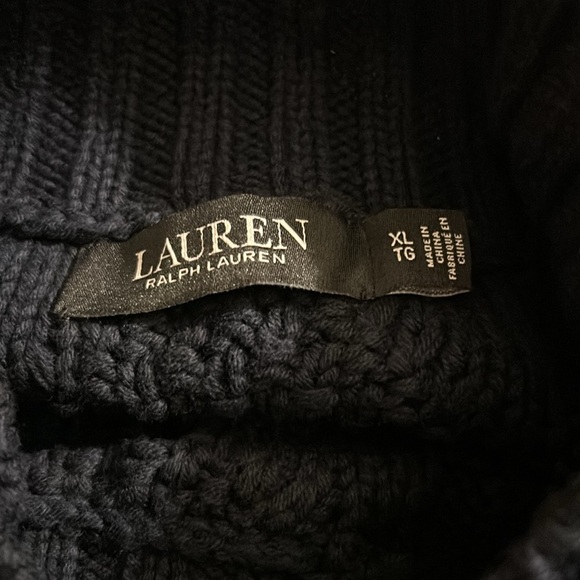 LAUREN
RALPH LAUREN
XL
TG
MADE IN
CHINA
FABRIQUÉ EN
CHINE